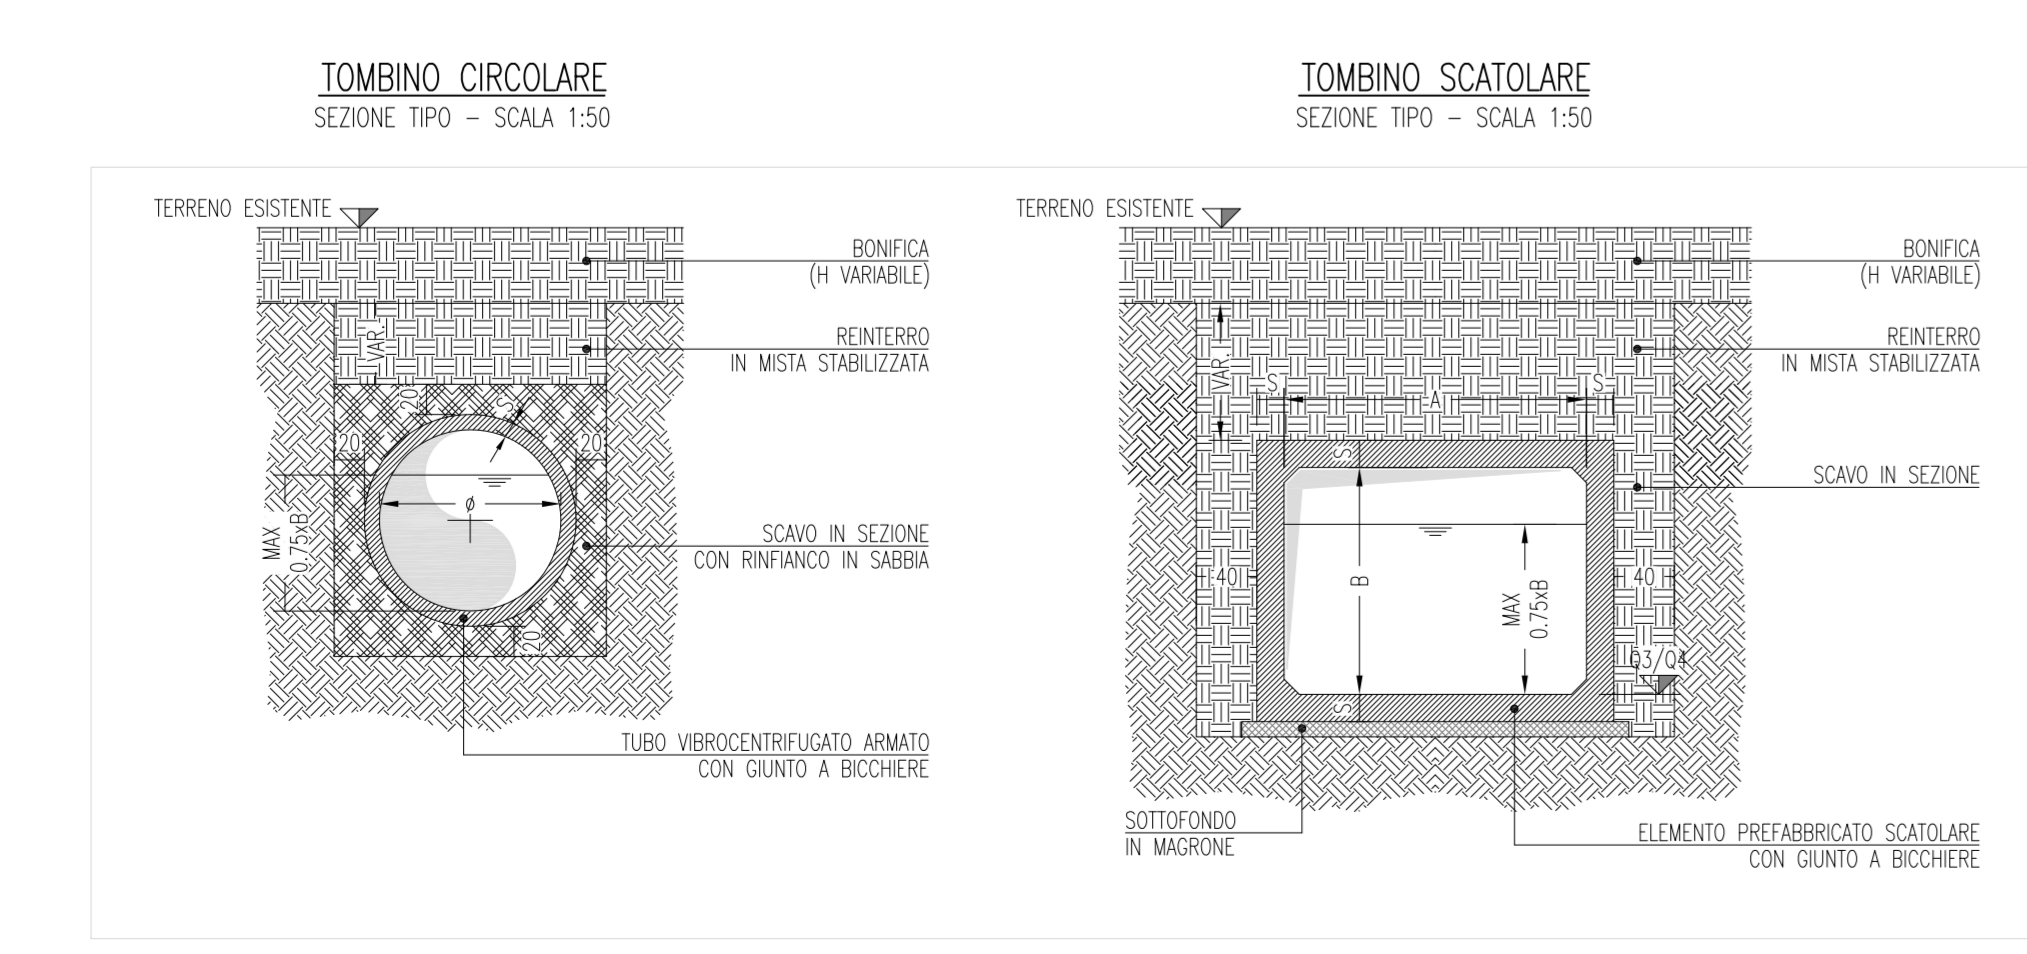 TOMBINO CIRCOLARE
SEZIONE TIPO – SCALA 1:50
TERRENO ESISTENTE
BONIFICA
(H VARIABILE)
VAR.
REINTERRO
IN MISTA STABILIZZATA
20
S
20
20
Ø
MAX
0.75xB
SCAVO IN SEZIONE
CON RINFIANCO IN SABBIA
20
TUBO VIBROCENTRIFUGATO ARMATO
CON GIUNTO A BICCHIERE
TOMBINO SCATOLARE
SEZIONE TIPO – SCALA 1:50
TERRENO ESISTENTE
BONIFICA
(H VARIABILE)
VAR.
REINTERRO
IN MISTA STABILIZZATA
S
A
S
S
SCAVO IN SEZIONE
40
B
MAX
0.75xB
40
Q3/Q4
S
SOTTOFONDO
IN MAGRONE
ELEMENTO PREFABBRICATO SCATOLARE
CON GIUNTO A BICCHIERE